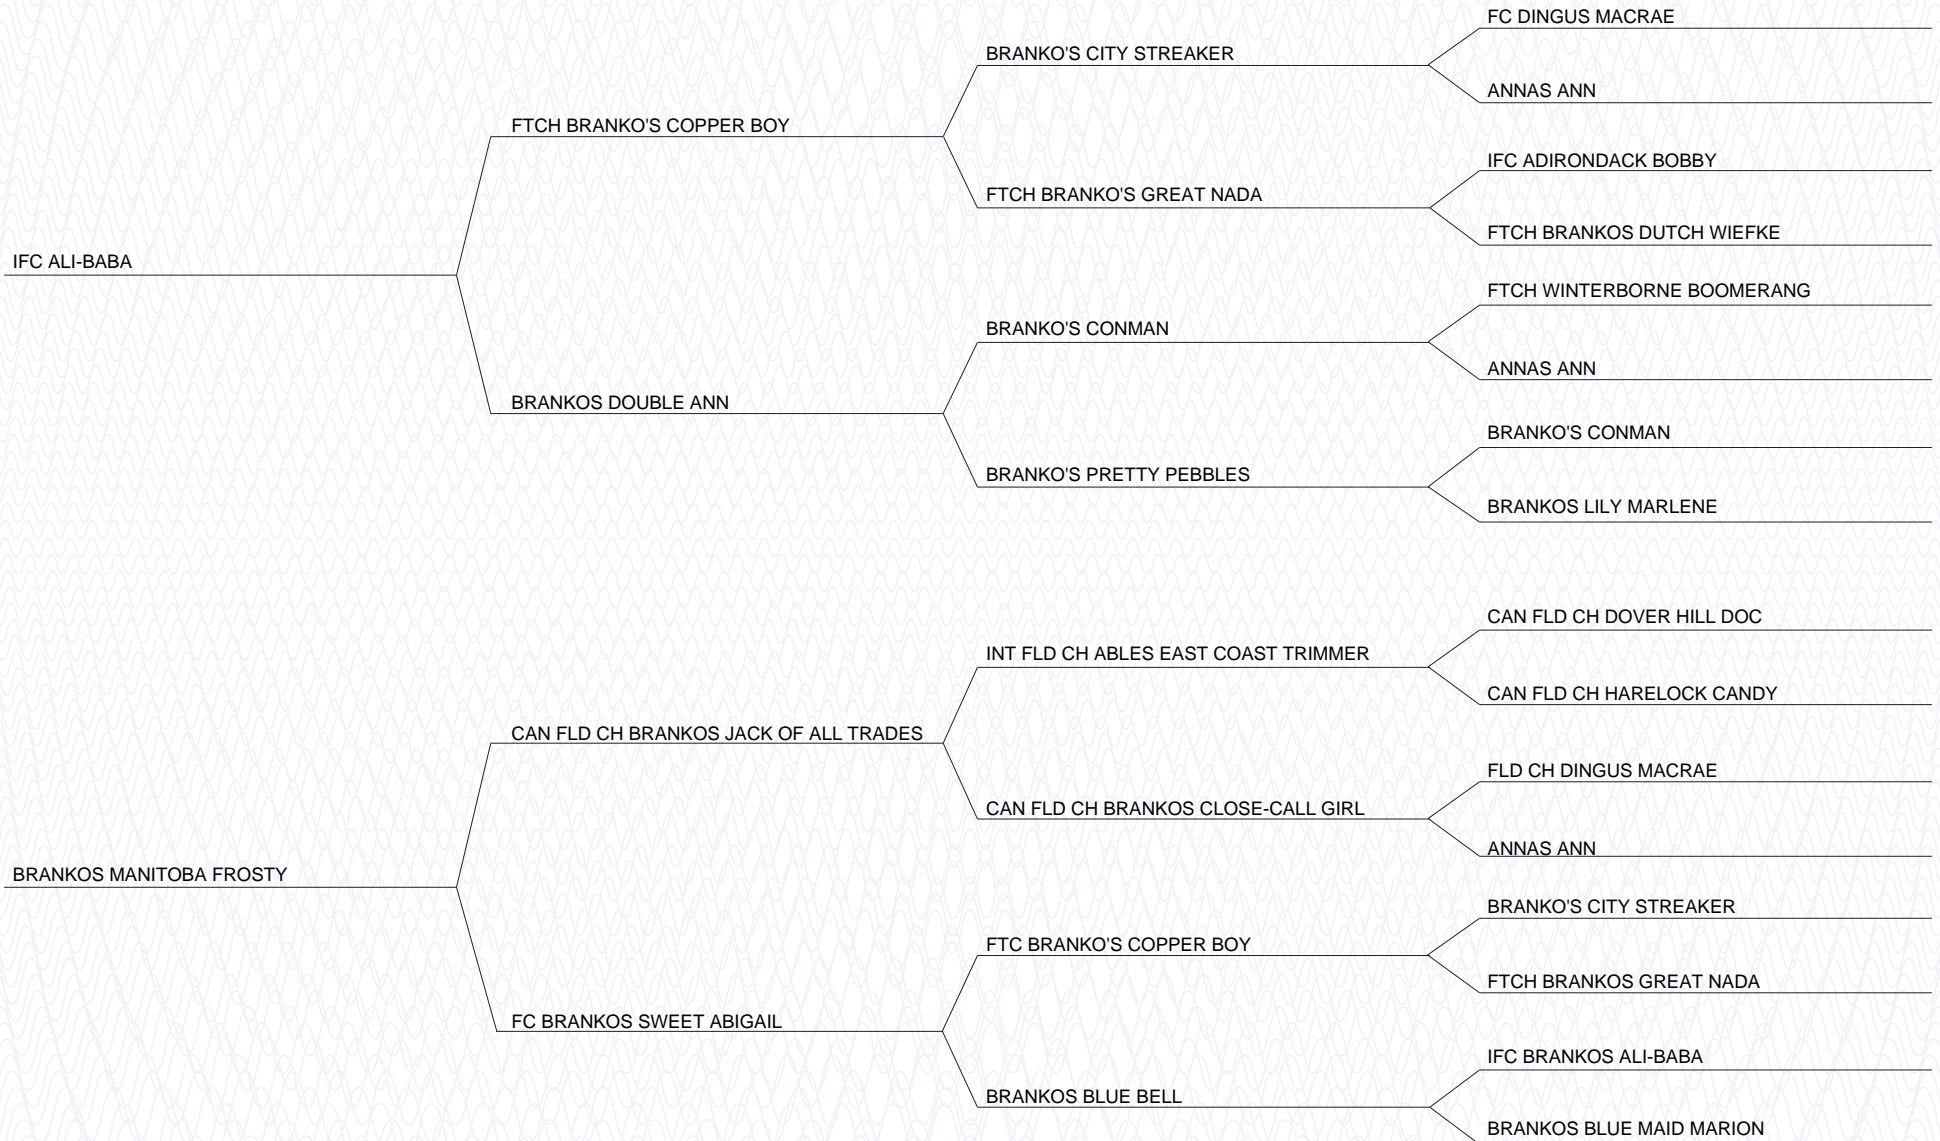 FC DINGUS MACRAE
BRANKO'S CITY STREAKER
ANNAS ANN
FTCH BRANKO'S COPPER BOY
IFC ADIRONDACK BOBBY
FTCH BRANKO'S GREAT NADA
FTCH BRANKOS DUTCH WIEFKE
IFC ALI-BABA
FTCH WINTERBORNE BOOMERANG
BRANKO'S CONMAN
ANNAS ANN
BRANKOS DOUBLE ANN
BRANKO'S CONMAN
BRANKO'S PRETTY PEBBLES
BRANKOS LILY MARLENE
CAN FLD CH DOVER HILL DOC
INT FLD CH ABLES EAST COAST TRIMMER
CAN FLD CH HARELOCK CANDY
CAN FLD CH BRANKOS JACK OF ALL TRADES
FLD CH DINGUS MACRAE
CAN FLD CH BRANKOS CLOSE-CALL GIRL
ANNAS ANN
BRANKOS MANITOBA FROSTY
BRANKO'S CITY STREAKER
FTC BRANKO'S COPPER BOY
FTCH BRANKOS GREAT NADA
FC BRANKOS SWEET ABIGAIL
IFC BRANKOS ALI-BABA
BRANKOS BLUE BELL
BRANKOS BLUE MAID MARION